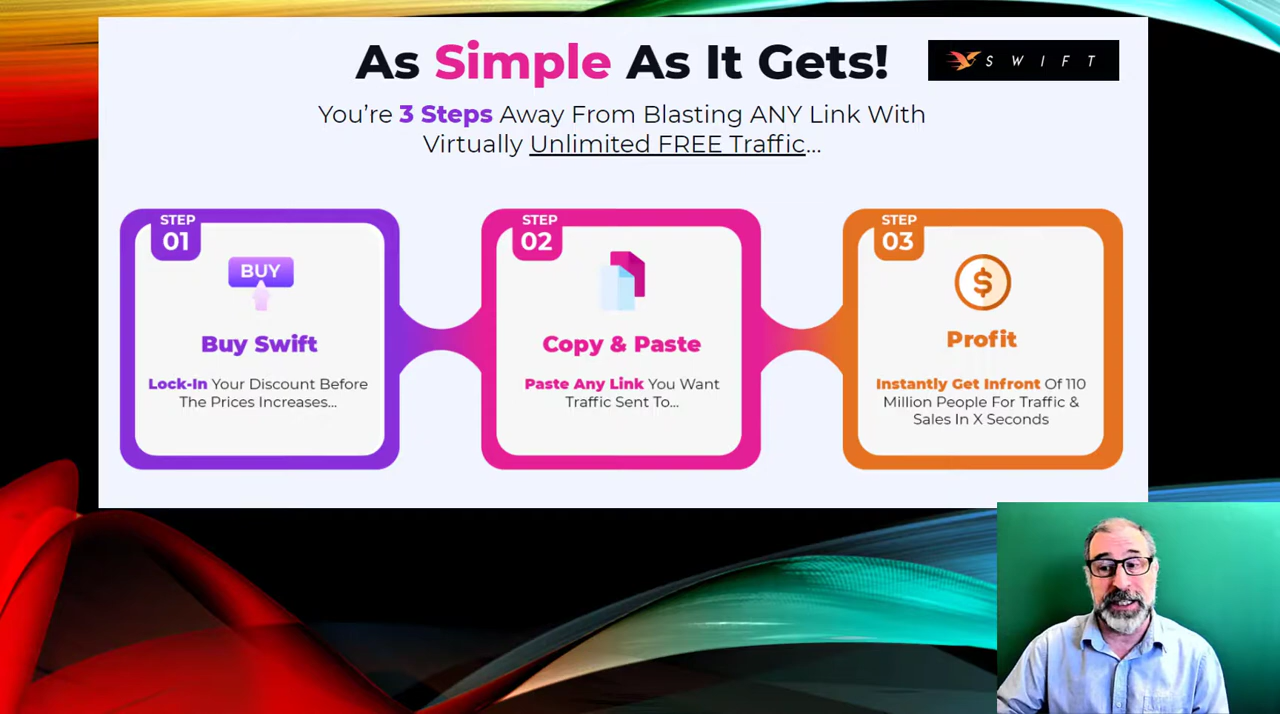 As Simple As It Gets!
SWIFT
You're 3 Steps Away From Blasting ANY Link With
Virtually Unlimited FREE Traffic...
STEP
01
BUY
Buy Swift
Lock-In Your Discount Before
The Prices Increases...
STEP
02
Copy & Paste
Paste Any Link You Want
Traffic Sent To...
STEP
03
$
Profit
Instantly Get Infront Of 110
Million People For Traffic &
Sales In X Seconds